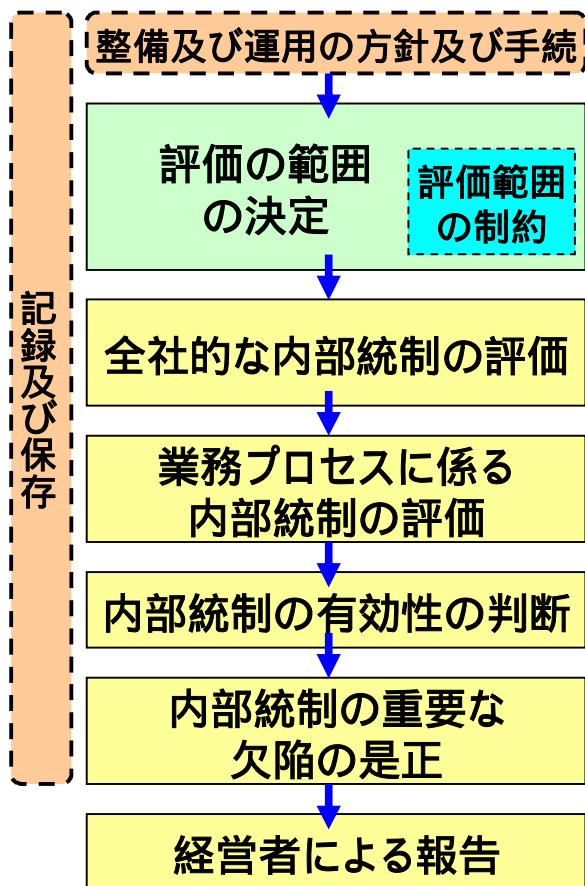 整備及び運用の方針及び手続
評価の範囲
の決定
評価範囲
の制約
全社的な内部統制の評価
業務プロセスに係る
内部統制の評価
内部統制の有効性の判断
内部統制の重要な
欠陥の是正
経営者による報告
記録及び保存